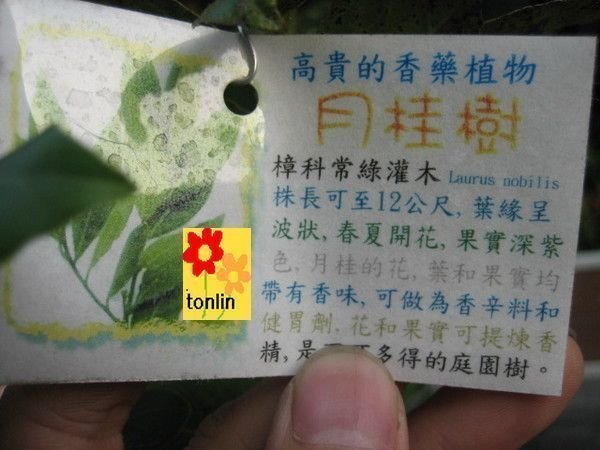 高貴的香藥植物
月桂樹
樟科常綠灌木 Laurus nobilis
株長可至12公尺, 葉緣呈
波狀, 春夏開花, 果實深紫
色, 月桂的花, 葉和果實均
帶有香味, 可做為香辛料和
健胃劑. 花和果實可提煉香
精, 是 多得的庭園樹。
tonlin